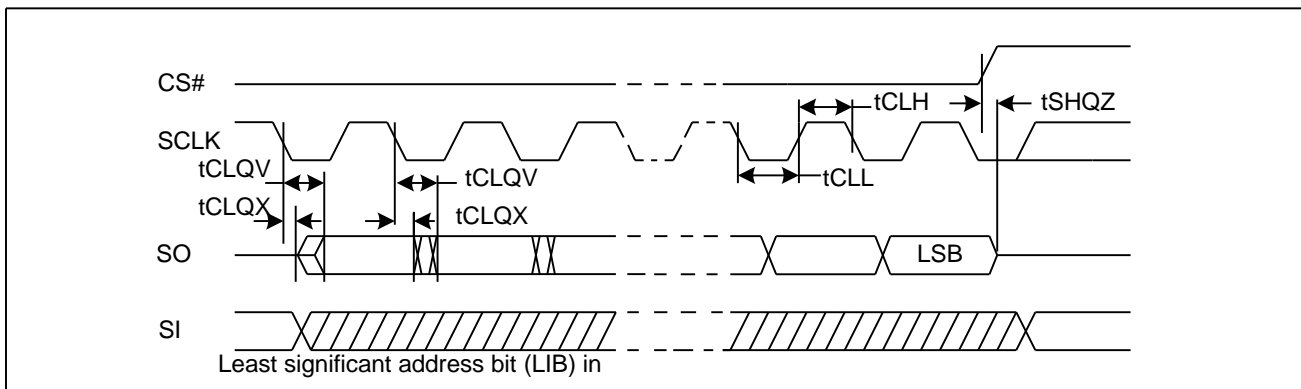 CS#
tCLH
tSHQZ
SCLK
tCLQV
tCLQV
tCLL
tCLQX
tCLQX
SO
LSB
SI
Least significant address bit (LIB) in